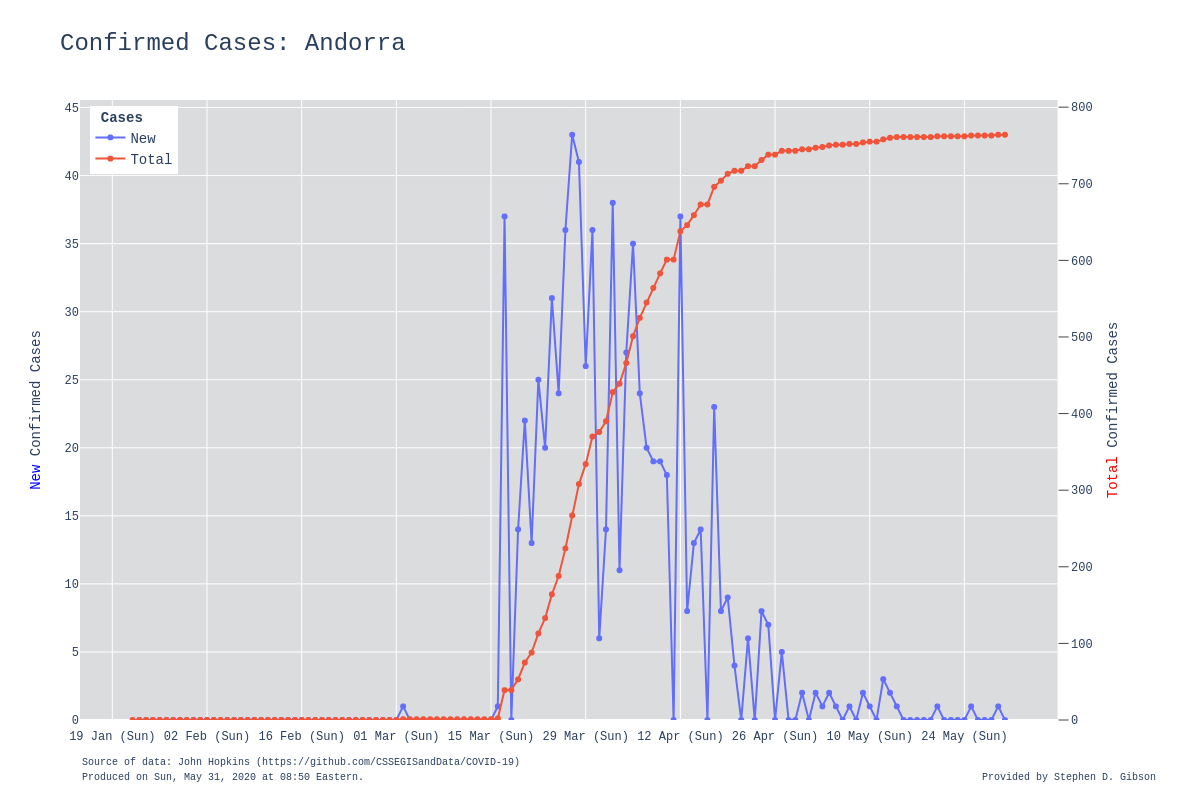 Confirmed Cases: Andorra
Cases
New
Total
45
40
35
30
25
20
15
10
5
0
New Confirmed Cases
800
700
600
500
400
300
200
100
0
Total Confirmed Cases
19 Jan (Sun) 02 Feb (Sun) 16 Feb (Sun) 01 Mar (Sun) 15 Mar (Sun) 29 Mar (Sun) 12 Apr (Sun) 26 Apr (Sun) 10 May (Sun) 24 May (Sun)
Source of data: John Hopkins (https://github.com/CSSEGISandData/COVID-19)
Produced on Sun, May 31, 2020 at 08:50 Eastern.
Provided by Stephen D. Gibson